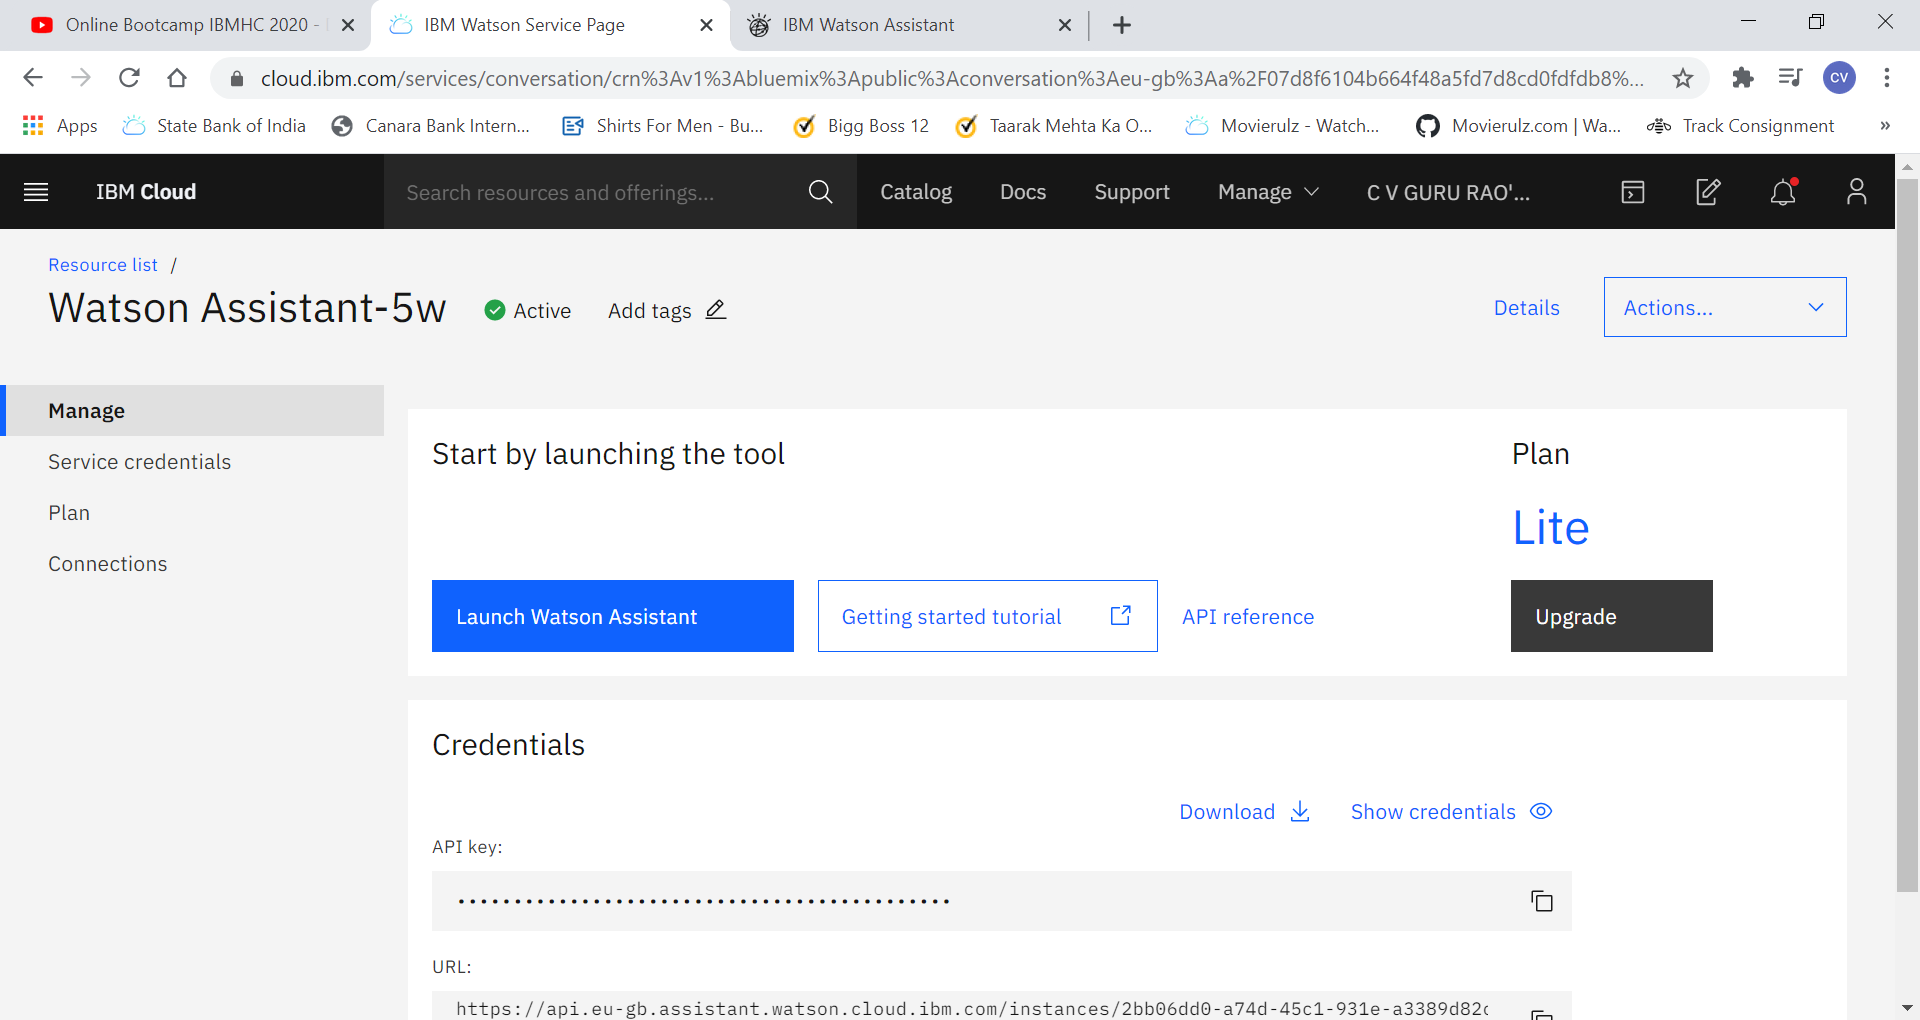 Online Bootcamp IBMHC 2020 -
IBM Watson Service Page
IBM Watson Assistant
cloud.ibm.com/services/conversation/crn%3Av1%3Abluemix%3Apublic%3Aconversation%3Aeu-gb%3Aa%2F07d8f6104b664f48a5fd7d8cd0fdfdb8%...
CV
Apps
State Bank of India
Canara Bank Intern...
Shirts For Men - Bu...
Bigg Boss 12
Taarak Mehta Ka O...
Movierulz - Watch...
Movierulz.com | Wa...
Track Consignment
»
IBM Cloud
Search resources and offerings...
Catalog
Docs
Support
Manage
C V GURU RAO'...
Resource list /
Watson Assistant-5w
Active
Add tags
Details
Actions...
Manage
Service credentials
Plan
Connections
Start by launching the tool
Plan
Lite
Launch Watson Assistant
Getting started tutorial
API reference
Upgrade
Credentials
Download
Show credentials
API key:
URL:
https://api.eu-gb.assistant.watson.cloud.ibm.com/instances/2bb06dd0-a74d-45c1-931e-a3389d82